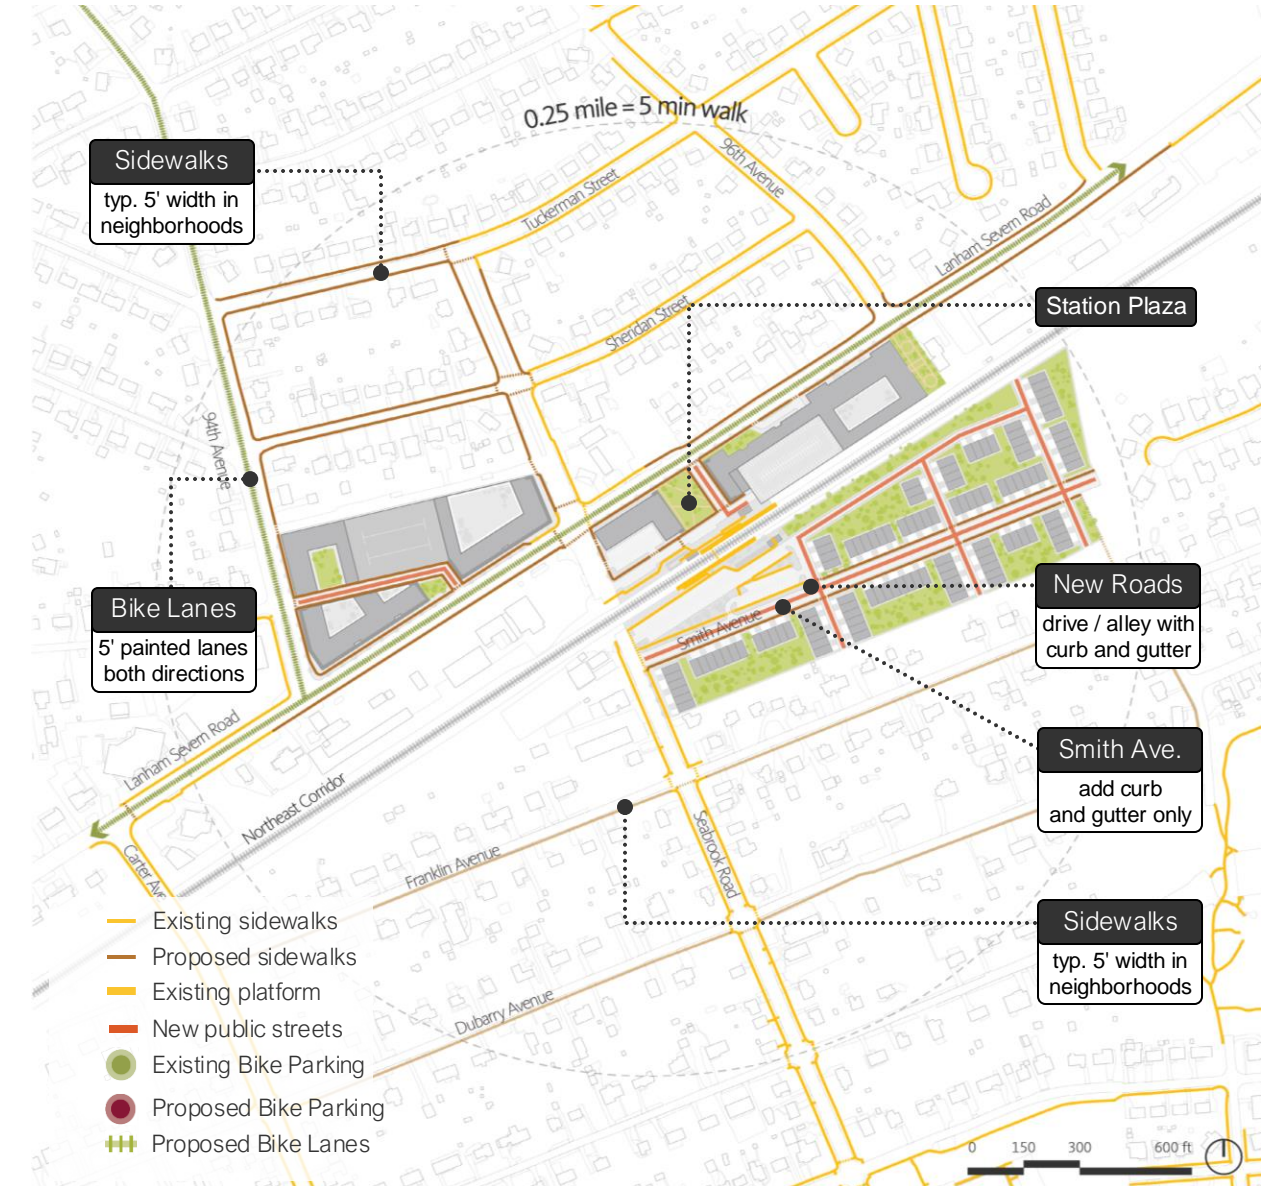 0.25 mile = 5 min walk
Sidewalks
typ. 5' width in
neighborhoods
Tuckerman Street
96th Avenue
Lanham Severn Road
Station Plaza
Sheridan Street
94th Avenue
Bike Lanes
5' painted lanes
both directions
New Roads
drive / alley with
curb and gutter
Smith Avenue
Smith Ave.
add curb
and gutter only
Lanham Severn Road
Northeast Corridor
Carter Ave
Franklin Avenue
Seabrook Road
Sidewalks
typ. 5' width in
neighborhoods
Dubarry Avenue
Existing sidewalks
Proposed sidewalks
Existing platform
New public streets
Existing Bike Parking
Proposed Bike Parking
Proposed Bike Lanes
0 150 300 600 ft